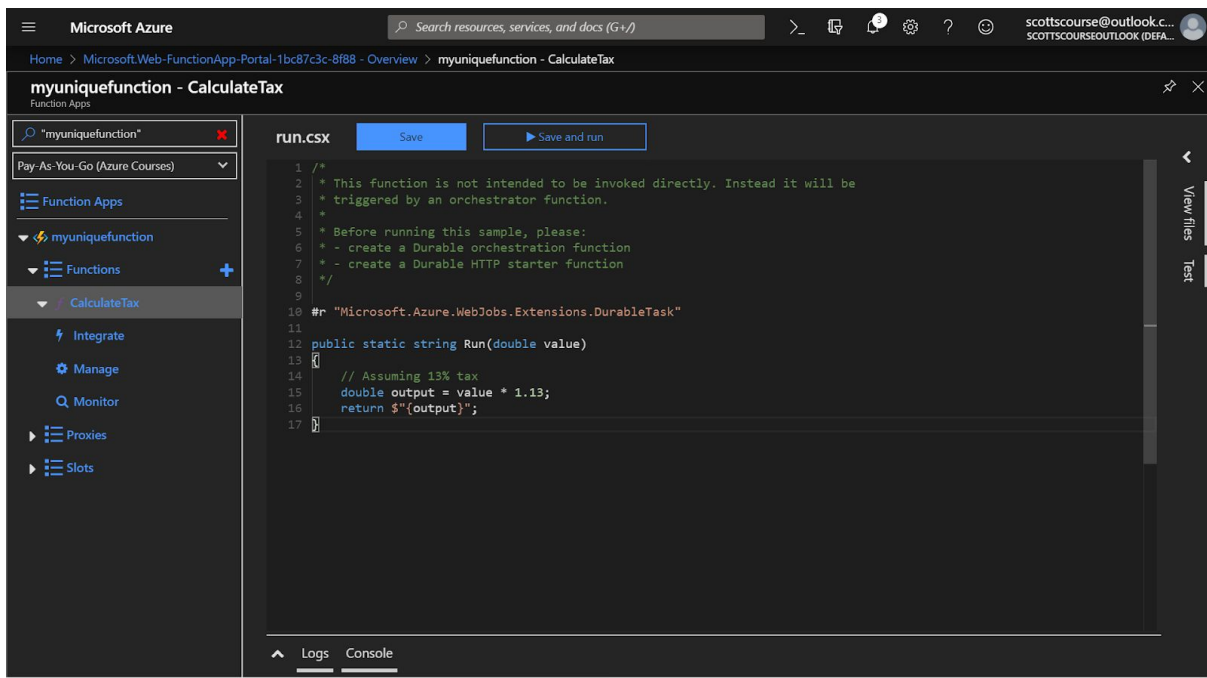 Microsoft Azure
Search resources, services, and docs (G+/)
3
scottscourse@outlook.c...
SCOTTSCOURSEOUTLOOK (DEFA...
Home > Microsoft.Web-FunctionApp-Portal-1bc87c3c-8f88 - Overview > myuniquefunction - CalculateTax
myuniquefunction - CalculateTax
Function Apps
"myuniquefunction"
Pay-As-You-Go (Azure Courses)
Function Apps
myuniquefunction
Functions
CalculateTax
Integrate
Manage
Monitor
Proxies
Slots
run.csx
Save
Save and run
1 /*
2 * This function is not intended to be invoked directly. Instead it will be
3 * triggered by an orchestrator function.
4 *
5 * Before running this sample, please:
6 * - create a Durable orchestration function
7 * - create a Durable HTTP starter function
8 */
9
10 #r "Microsoft.Azure.WebJobs.Extensions.DurableTask"
11
12 public static string Run(double value)
13 {
14 // Assuming 13% tax
15 double output = value * 1.13;
16 return $"{output}";
17 }
View files
Test
Logs
Console